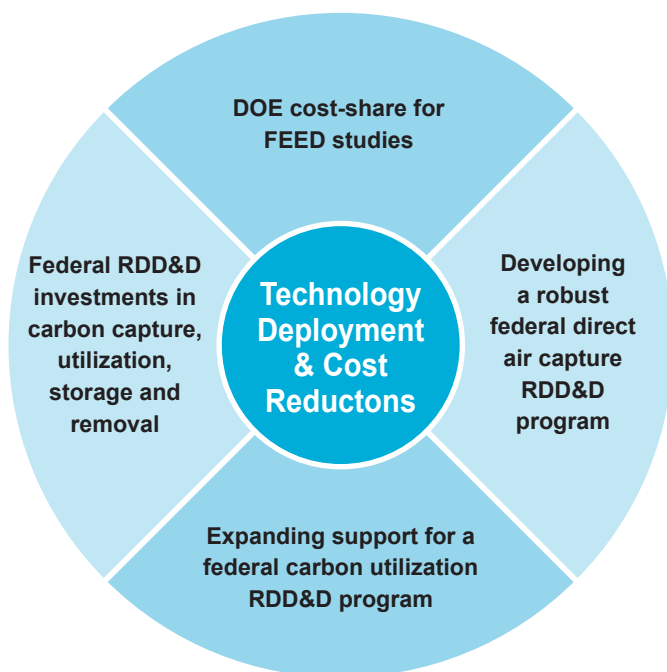 DOE cost-share for
FEED studies
Federal RDD&D
investments in
carbon capture,
utilization,
storage and
removal
Technology
Deployment
& Cost
Reductons
Developing
a robust
federal direct
air capture
RDD&D
program
Expanding support for a
federal carbon utilization
RDD&D program